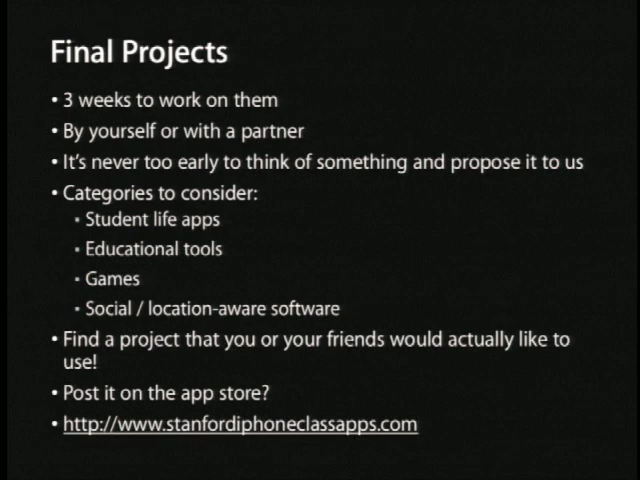 Final Projects
• 3 weeks to work on them
• By yourself or with a partner
• It's never too early to think of something and propose it to us
• Categories to consider:
▪ Student life apps
▪ Educational tools
▪ Games
▪ Social / location-aware software
• Find a project that you or your friends would actually like to
use!
• Post it on the app store?
• http://www.stanfordiphoneclassapps.com